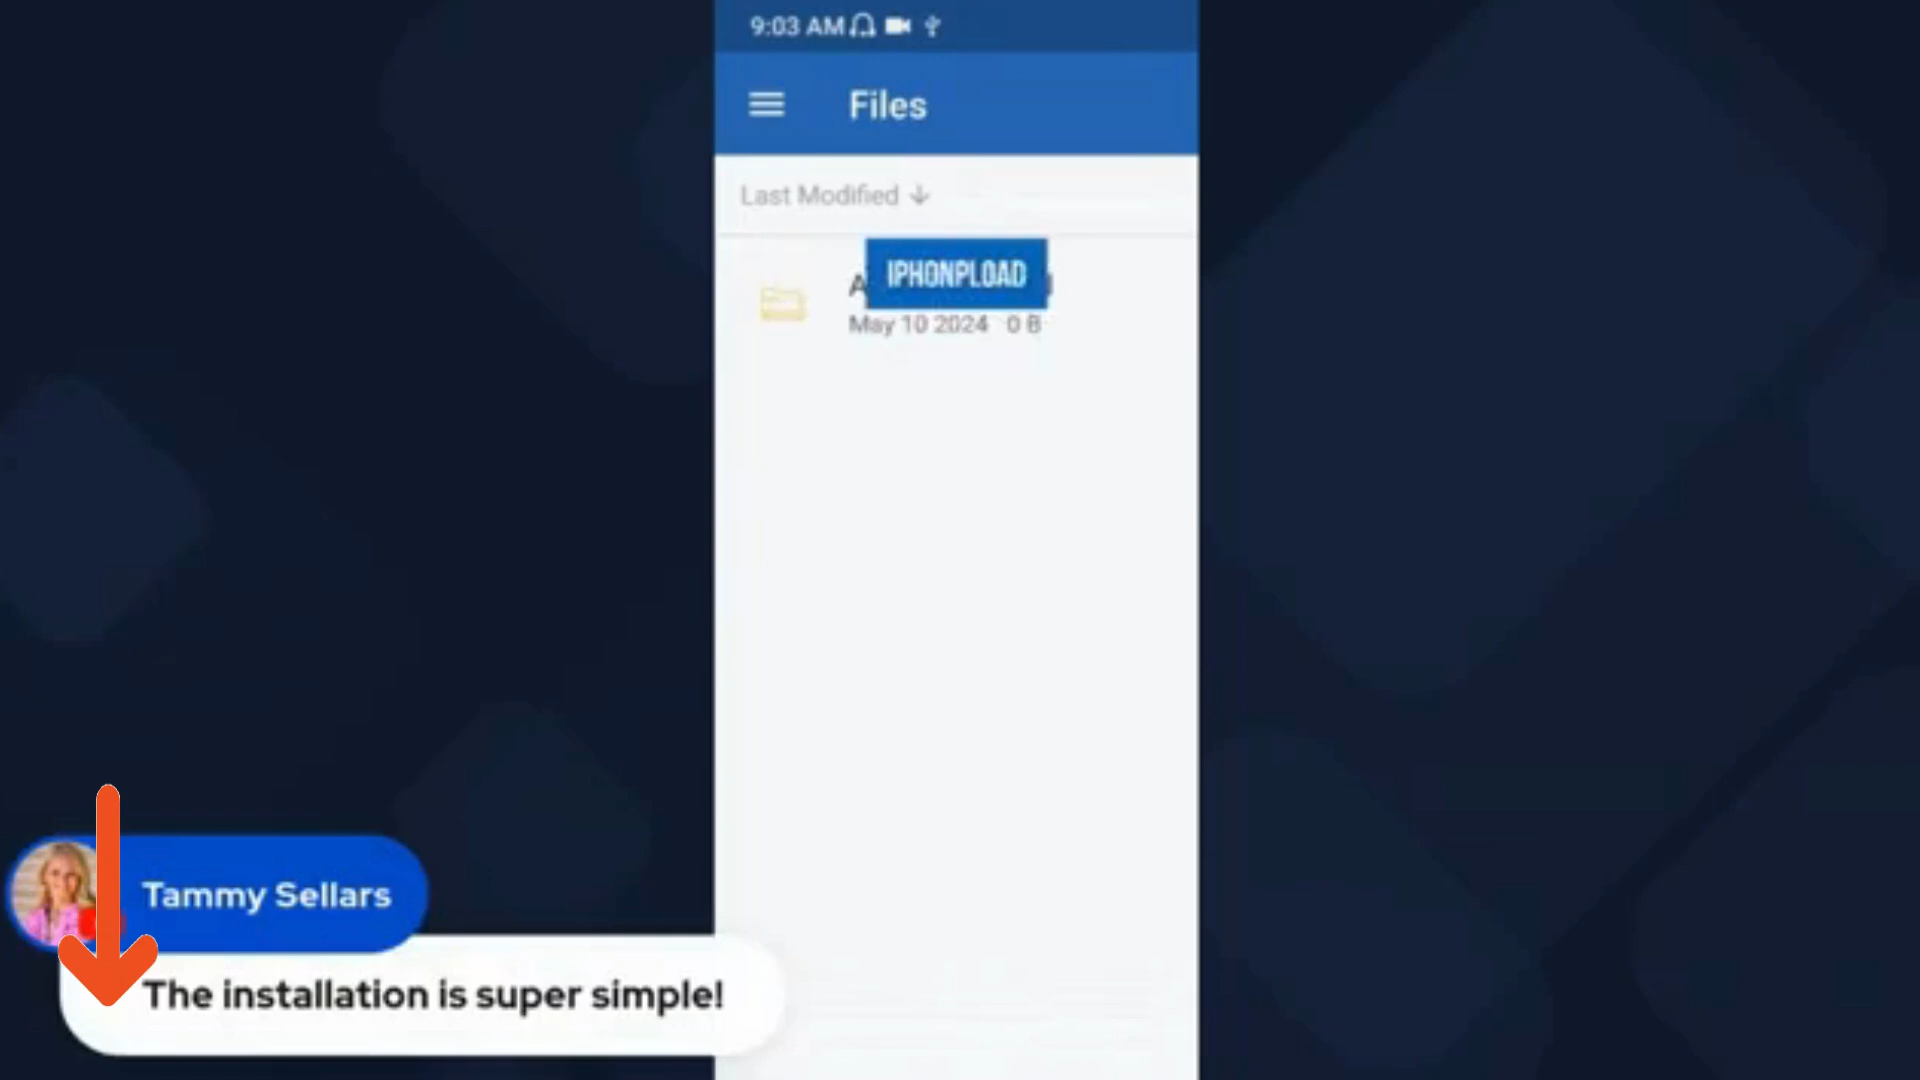 9:03 AM
Files
Last Modified
IPHONPLOAD
May 10 2024 0 B
Tammy Sellars
The installation is super simple!